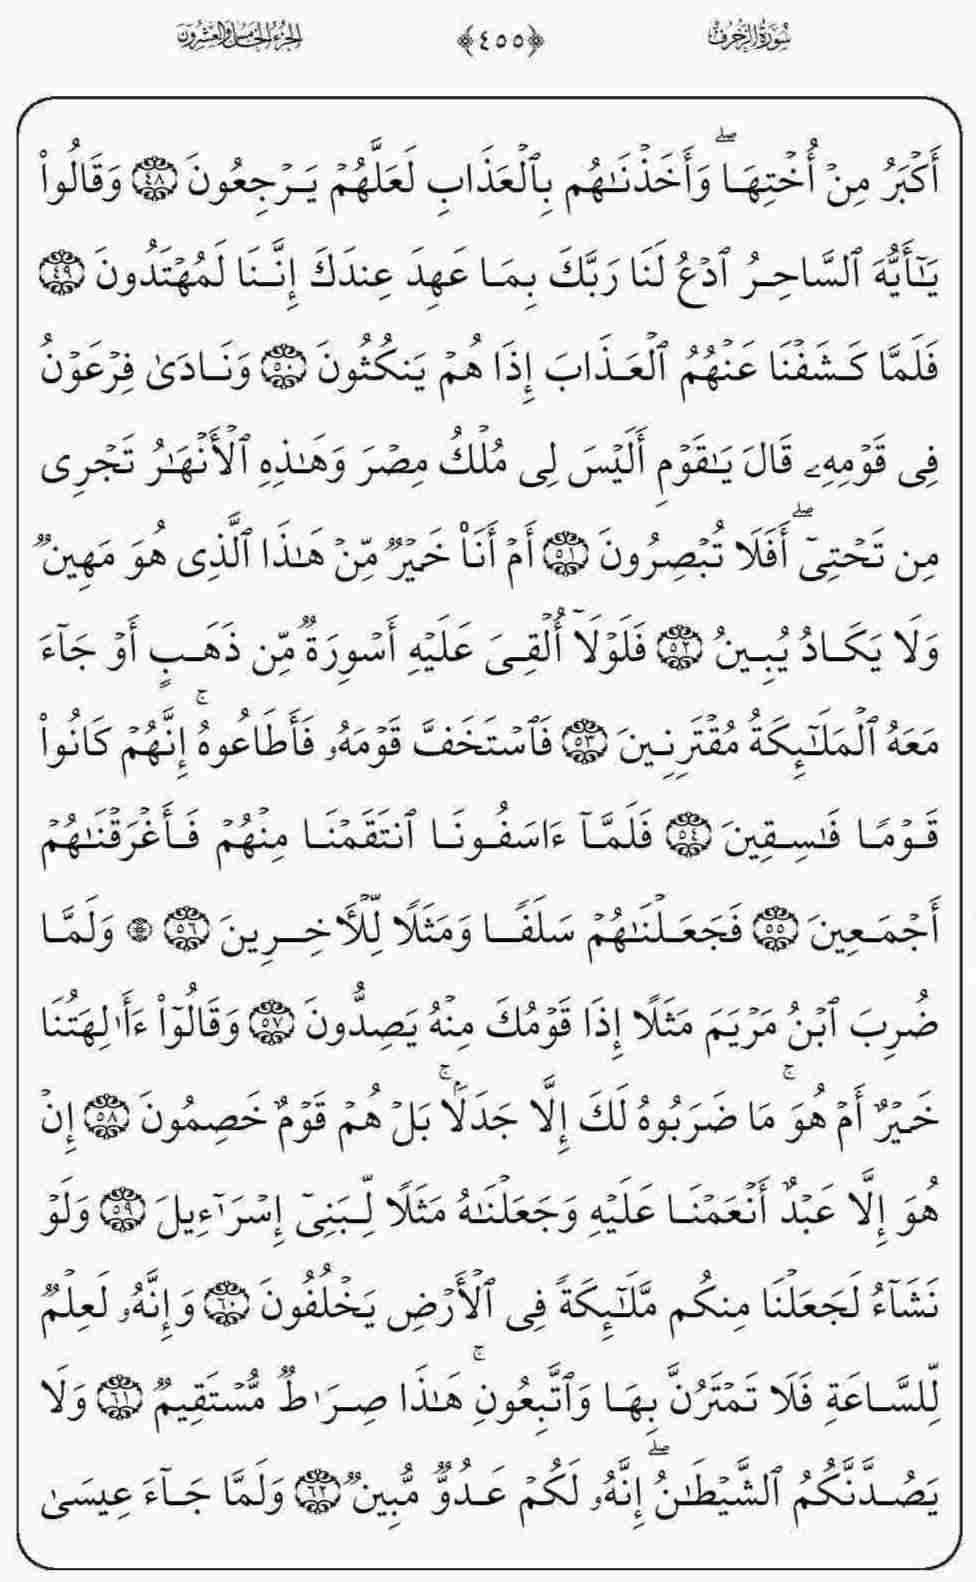 سُورَةُ الزُّخْرُفِ ﴿٤٥٥﴾ الجُزْءُ الخَامِسُ وَالعِشْرُونَ
أَكْبَرُ مِنْ أُخْتِهَاۖ وَأَخَذْنَٰهُم بِٱلْعَذَابِ لَعَلَّهُمْ يَرْجِعُونَ ٤٨ وَقَالُوا۟
يَٰٓأَيُّهَ ٱلسَّاحِرُ ٱدْعُ لَنَا رَبَّكَ بِمَا عَهِدَ عِندَكَ إِنَّنَا لَمُهْتَدُونَ ٤٩
فَلَمَّا كَشَفْنَا عَنْهُمُ ٱلْعَذَابَ إِذَا هُمْ يَنكُثُونَ ٥٠ وَنَادَىٰ فِرْعَوْنُ
فِى قَوْمِهِۦ قَالَ يَٰقَوْمِ أَلَيْسَ لِى مُلْكُ مِصْرَ وَهَٰذِهِ ٱلْأَنْهَٰرُ تَجْرِى
مِن تَحْتِىٓۖ أَفَلَا تُبْصِرُونَ ٥١ أَمْ أَنَا۠ خَيْرٌ مِّنْ هَٰذَا ٱلَّذِى هُوَ مَهِينٌ
وَلَا يَكَادُ يُبِينُ ٥٢ فَلَوْلَآ أُلْقِىَ عَلَيْهِ أَسْوِرَةٌ مِّن ذَهَبٍ أَوْ جَآءَ
مَعَهُ ٱلْمَلَٰٓئِكَةُ مُقْتَرِنِينَ ٥٣ فَٱسْتَخَفَّ قَوْمَهُۥ فَأَطَاعُوهُۚ إِنَّهُمْ كَانُوا۟
قَوْمًا فَٰسِقِينَ ٥٤ فَلَمَّآ ءَاسَفُونَا ٱنتَقَمْنَا مِنْهُمْ فَأَغْرَقْنَٰهُمْ
أَجْمَعِينَ ٥٥ فَجَعَلْنَٰهُمْ سَلَفًا وَمَثَلًا لِّلْـَٔاخِرِينَ ٥٦ ۞ وَلَمَّا
ضُرِبَ ٱبْنُ مَرْيَمَ مَثَلًا إِذَا قَوْمُكَ مِنْهُ يَصِدُّونَ ٥٧ وَقَالُوٓا۟ ءَأَٰلِهَتُنَا
خَيْرٌ أَمْ هُوَۚ مَا ضَرَبُوهُ لَكَ إِلَّا جَدَلًۢاۚ بَلْ هُمْ قَوْمٌ خَصِمُونَ ٥٨ إِنْ
هُوَ إِلَّا عَبْدٌ أَنْعَمْنَا عَلَيْهِ وَجَعَلْنَٰهُ مَثَلًا لِّبَنِىٓ إِسْرَٰٓءِيلَ ٥٩ وَلَوْ
نَشَآءُ لَجَعَلْنَا مِنكُم مَّلَٰٓئِكَةً فِى ٱلْأَرْضِ يَخْلُفُونَ ٦٠ وَإِنَّهُۥ لَعِلْمٌ
لِّلسَّاعَةِ فَلَا تَمْتَرُنَّ بِهَا وَٱتَّبِعُونِۚ هَٰذَا صِرَٰطٌ مُّسْتَقِيمٌ ٦١ وَلَا
يَصُدَّنَّكُمُ ٱلشَّيْطَٰنُۖ إِنَّهُۥ لَكُمْ عَدُوٌّ مُّبِينٌ ٦٢ وَلَمَّا جَآءَ عِيسَىٰ